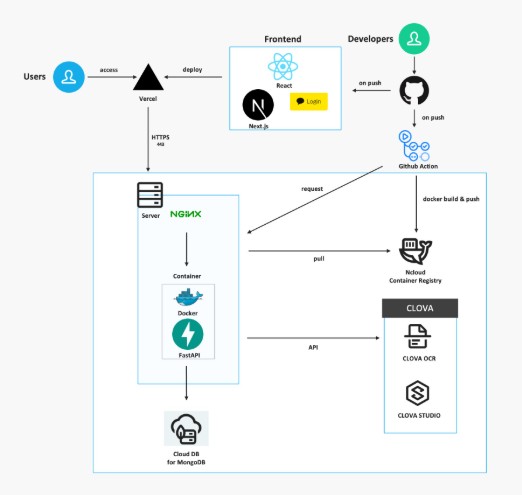 Frontend
Developers
Users
access
deploy
React
on push
Vercel
Login
Next.js
on push
HTTPS
443
Github Action
request
docker build & push
Server
NGINX
pull
Ncloud
Container Registry
Container
Docker
FastAPI
API
CLOVA
CLOVA OCR
CLOVA STUDIO
Cloud DB
for MongoDB